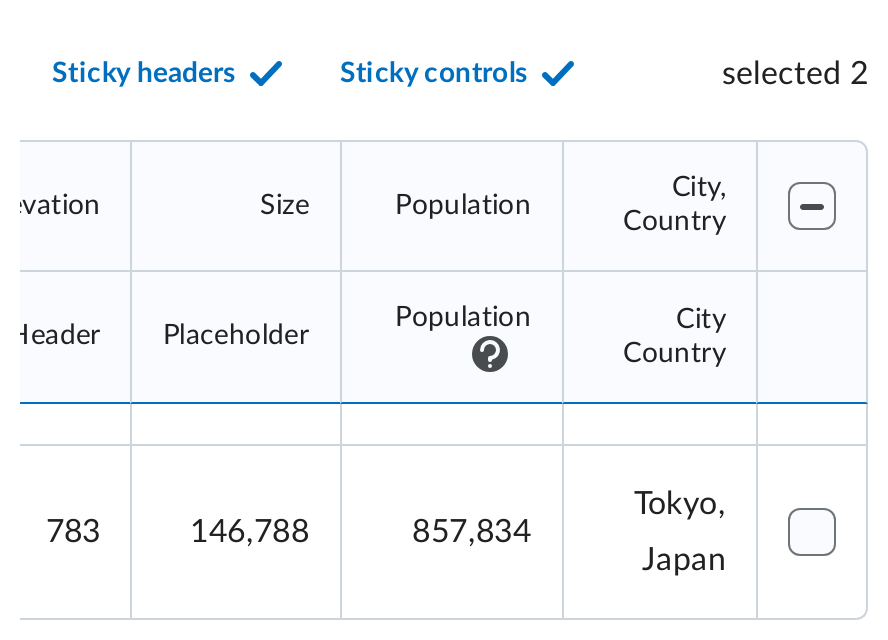 Sticky headers Sticky controls selected 2
Size Population City, Country
Header Placeholder Population City Country
783 146,788 857,834 Tokyo,
Japan